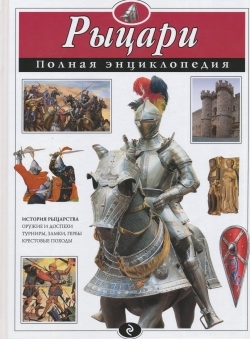 Рыцари
Полная энциклопедия
ИСТОРИЯ РЫЦАРСТВА
ОРУЖИЕ И ДОСПЕХИ
ТУРНИРЫ, ЗАМКИ, ГЕРБЫ
КРЕСТОВЫЕ ПОХОДЫ